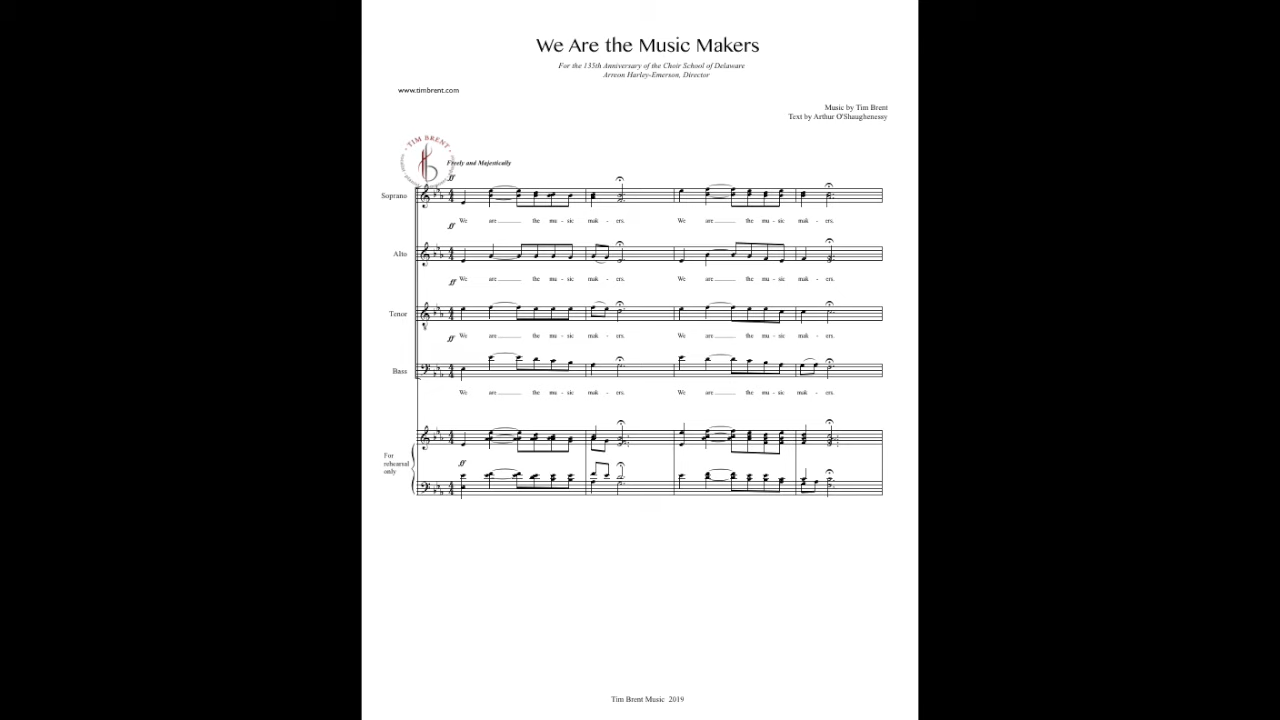 We Are the Music Makers
For the 135th Anniversary of the Choir School of Delaware
Arreon Harley-Emerson, Director
www.timbrent.com
Music by Tim Brent
Text by Arthur O'Shaughenessy
TIM BRENT
Freely and Majestically
ff
Soprano
We are the mu - sic mak - ers. We are the mu - sic mak - ers.
ff
Alto
We are the mu - sic mak - ers. We are the mu - sic mak - ers.
ff
Tenor
We are the mu - sic mak - ers. We are the mu - sic mak - ers.
ff
Bass
We are the mu - sic mak - ers. We are the mu - sic mak - ers.
For
rehearsal
only
ff
Tim Brent Music 2019